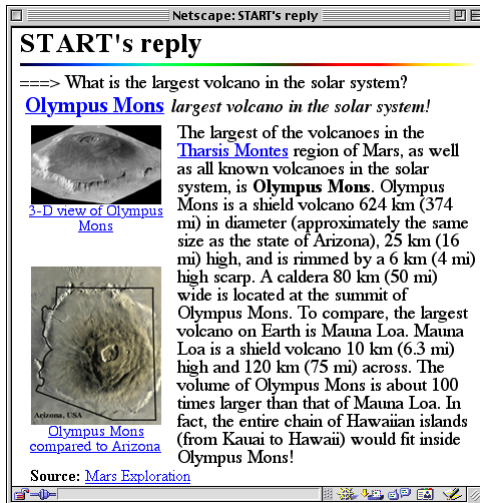 Netscape: START's reply
START's reply
===> What is the largest volcano in the solar system?
Olympus Mons largest volcano in the solar system!
3-D view of Olympus
Mons
Arizona, USA
Olympus Mons
compared to Arizona
The largest of the volcanoes in the
Tharsis Montes region of Mars, as well
as all known volcanoes in the solar
system, is Olympus Mons. Olympus
Mons is a shield volcano 624 km (374
mi) in diameter (approximately the same
size as the state of Arizona), 25 km (16
mi) high, and is rimmed by a 6 km (4 mi)
high scarp. A caldera 80 km (50 mi)
wide is located at the summit of
Olympus Mons. To compare, the largest
volcano on Earth is Mauna Loa. Mauna
Loa is a shield volcano 10 km (6.3 mi)
high and 120 km (75 mi) across. The
volume of Olympus Mons is about 100
times larger than that of Mauna Loa. In
fact, the entire chain of Hawaiian islands
(from Kauai to Hawaii) would fit inside
Olympus Mons!
Source: Mars Exploration